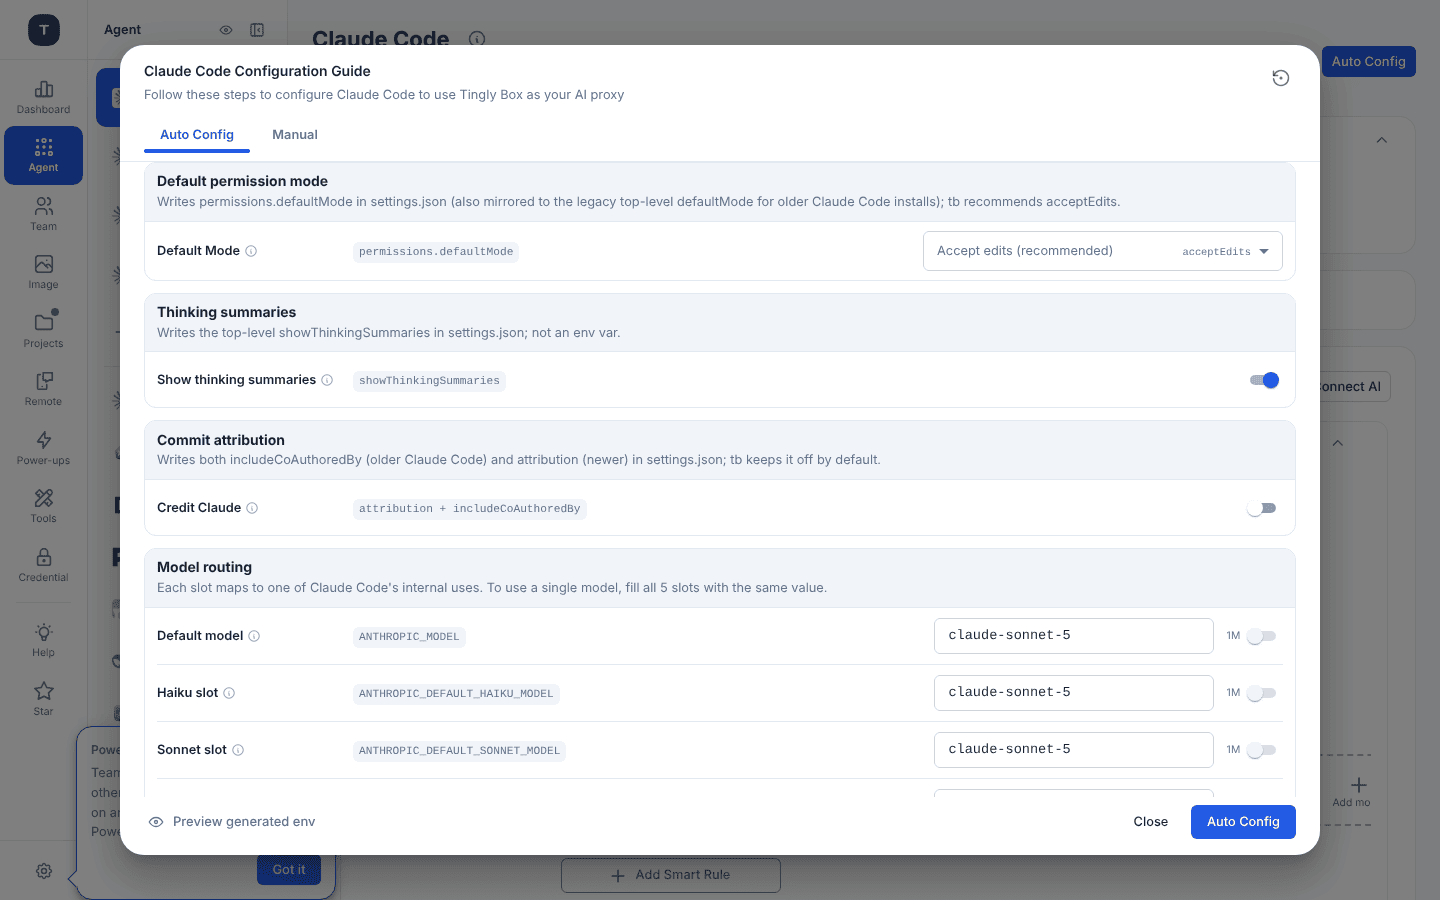 T
Agent
Claude Code
Auto Config
Dashboard
Agent
Team
Image
Projects
Remote
Power-ups
Tools
Credential
Help
Star
Claude Code Configuration Guide
Follow these steps to configure Claude Code to use Tingly Box as your AI proxy
Auto Config
Manual
Default permission mode
Writes permissions.defaultMode in settings.json (also mirrored to the legacy top-level defaultMode for older Claude Code installs); tb recommends acceptEdits.
Default Mode
permissions.defaultMode
Accept edits (recommended)
acceptEdits
Thinking summaries
Writes the top-level showThinkingSummaries in settings.json; not an env var.
Show thinking summaries
showThinkingSummaries
Commit attribution
Writes both includeCoAuthoredBy (older Claude Code) and attribution (newer) in settings.json; tb keeps it off by default.
Credit Claude
attribution + includeCoAuthoredBy
Model routing
Each slot maps to one of Claude Code's internal uses. To use a single model, fill all 5 slots with the same value.
Default model
ANTHROPIC_MODEL
claude-sonnet-5
1M
Haiku slot
ANTHROPIC_DEFAULT_HAIKU_MODEL
claude-sonnet-5
1M
Sonnet slot
ANTHROPIC_DEFAULT_SONNET_MODEL
claude-sonnet-5
1M
Preview generated env
Close
Auto Config
AI
Add
Team
on
Got it
Add Smart Rule